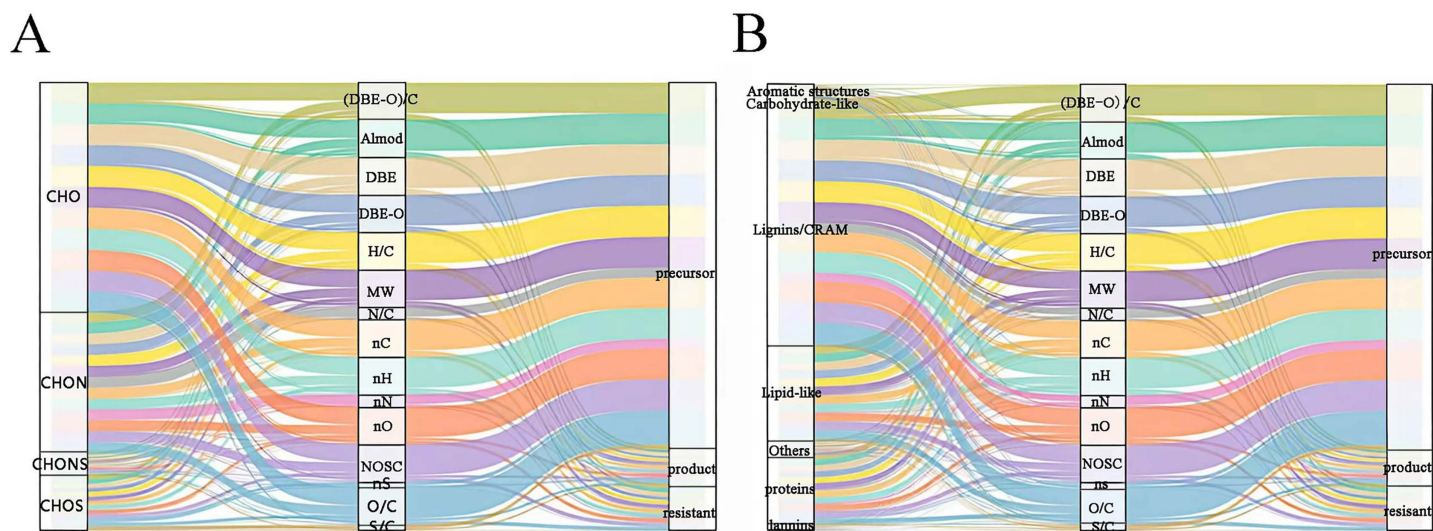 A
CHO
CHON
CHONS
CHOS
(DBE-O)/C
Almod
DBE
DBE-O
H/C
MW
N/C
nC
nH
nN
nO
NOSC
nS
O/C
S/C
precursor
product
resistant
B
Aromatic structures
Carbohydrate-like
Lignins/CRAM
Lipid-like
Others
proteins
lannins
(DBE-O)/C
Almod
DBE
DBE-O
H/C
MW
N/C
nC
nH
nN
nO
NOSC
ns
O/C
S/C
precursor
product
resisant